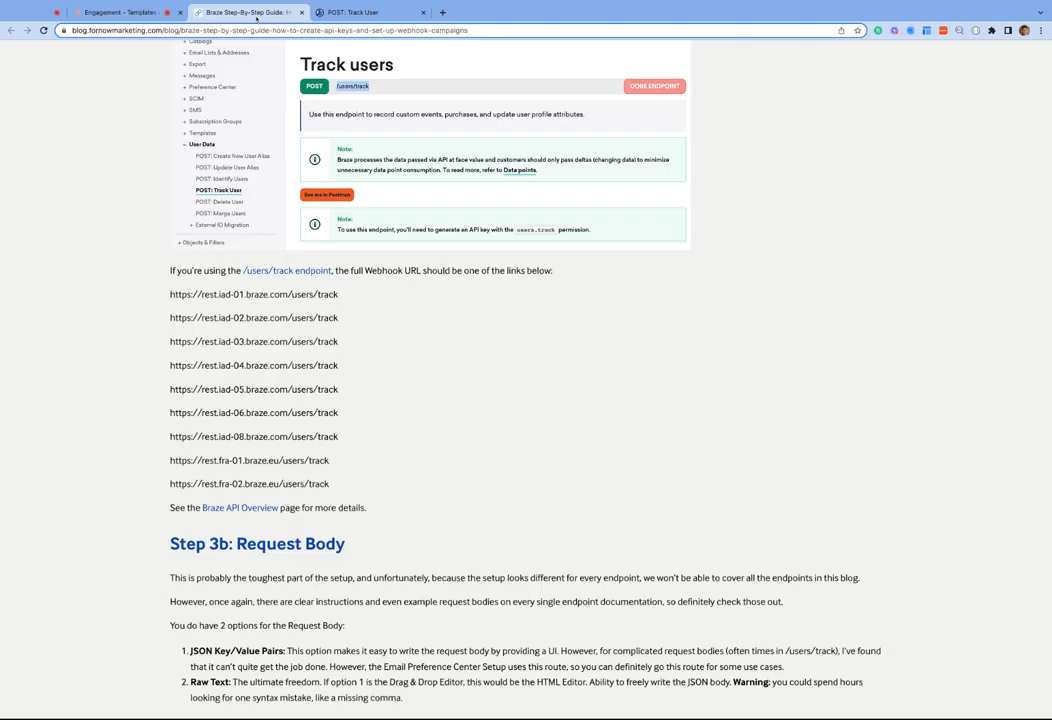 Engagement - Templates
Braze Step-By-Step Guide: H
POST: Track User
blog.fornowmarketing.com/blog/braze-step-by-step-guide-how-to-create-api-keys-and-set-up-webhook-campaigns
+ Catalogs
+ Email Lists & Addresses
+ Export
+ Messages
+ Preference Center
+ SCIM
+ SMS
+ Subscription Groups
+ Templates
– User Data
POST: Create New User Alias
POST: Update User Alias
POST: Identify Users
POST: Track User
POST: Delete User
POST: Merge Users
+ External ID Migration
+ Objects & Filters
Track users
POST /users/track CORE ENDPOINT
Use this endpoint to record custom events, purchases, and update user profile attributes.
Note:
Braze processes the data passed via API at face value and customers should only pass deltas (changing data) to minimize
unnecessary data point consumption. To read more, refer to Data points.
See me in Postman
Note:
To use this endpoint, you'll need to generate an API key with the users.track permission.
If you're using the /users/track endpoint, the full Webhook URL should be one of the links below:
https://rest.iad-01.braze.com/users/track
https://rest.iad-02.braze.com/users/track
https://rest.iad-03.braze.com/users/track
https://rest.iad-04.braze.com/users/track
https://rest.iad-05.braze.com/users/track
https://rest.iad-06.braze.com/users/track
https://rest.iad-08.braze.com/users/track
https://rest.fra-01.braze.eu/users/track
https://rest.fra-02.braze.eu/users/track
See the Braze API Overview page for more details.
Step 3b: Request Body
This is probably the toughest part of the setup, and unfortunately, because the setup looks different for every endpoint, we won't be able to cover all the endpoints in this blog.
However, once again, there are clear instructions and even example request bodies on every single endpoint documentation, so definitely check those out.
You do have 2 options for the Request Body:
1. JSON Key/Value Pairs: This option makes it easy to write the request body by providing a UI. However, for complicated request bodies (often times in /users/track), I've found
that it can't quite get the job done. However, the Email Preference Center Setup uses this route, so you can definitely go this route for some use cases.
2. Raw Text: The ultimate freedom. If option 1 is the Drag & Drop Editor, this would be the HTML Editor. Ability to freely write the JSON body. Warning: you could spend hours
looking for one syntax mistake, like a missing comma.